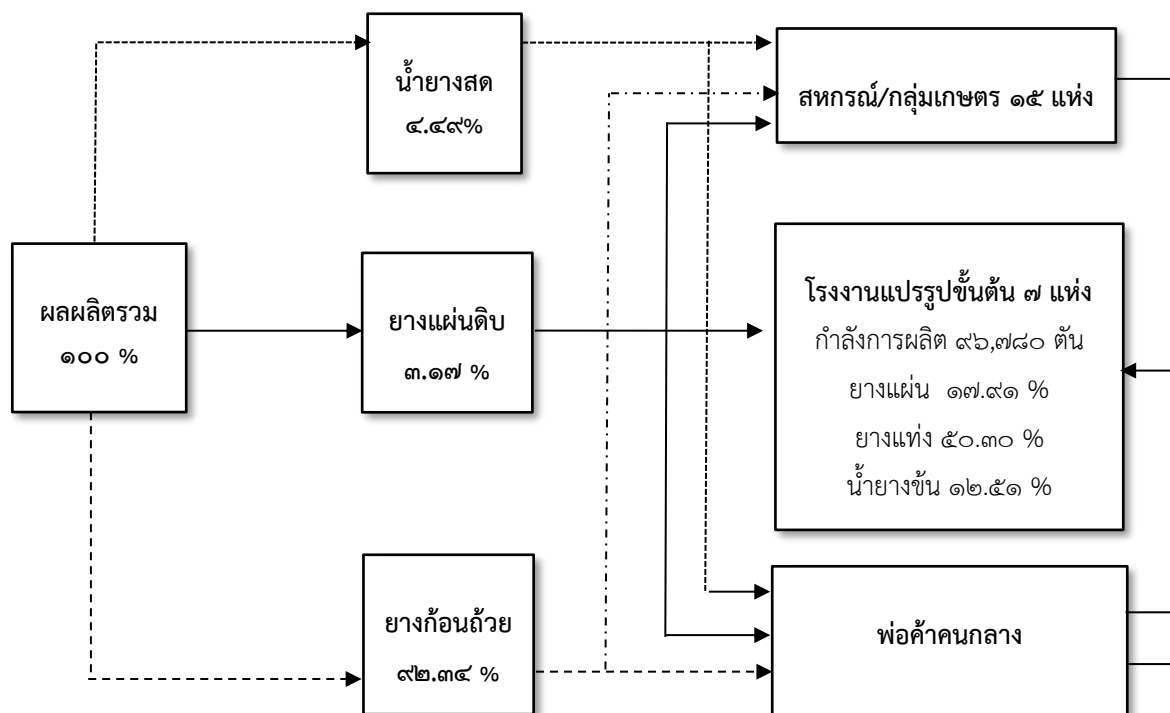 น้ำยางสด
๔.๔๙%
สหกรณ์/กลุ่มเกษตร ๑๕ แห่ง
ผลผลิตรวม
๑๐๐ %
ยางแผ่นดิบ
๓.๑๗ %
โรงงานแปรรูปขั้นต้น ๗ แห่ง
กำลังการผลิต ๙๖,๗๘๐ ตัน
ยางแผ่น ๑๗.๙๑ %
ยางแท่ง ๕๐.๓๐ %
น้ำยางข้น ๑๒.๕๑ %
ยางก้อนถ้วย
๙๒.๓๔ %
พ่อค้าคนกลาง